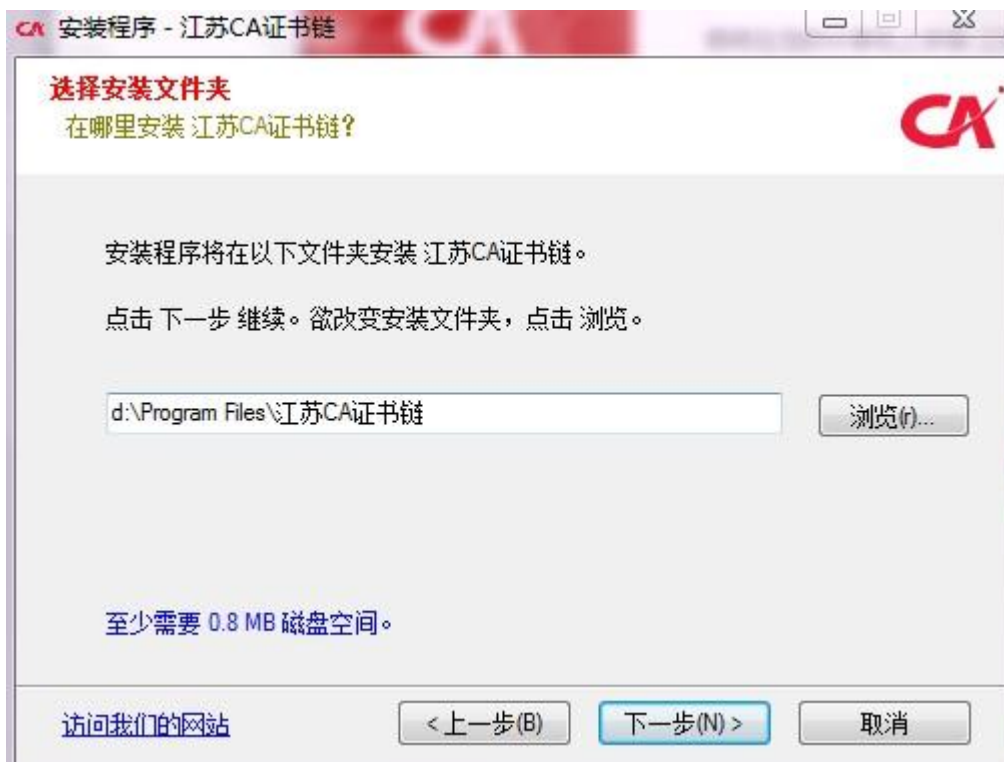 CA 安装程序 - 江苏CA证书链
选择安装文件夹
在哪里安装 江苏CA证书链?
CA
安装程序将在以下文件夹安装 江苏CA证书链。
点击 下一步 继续。欲改变安装文件夹，点击 浏览。
d:\Program Files\江苏CA证书链
浏览(r)...
至少需要 0.8 MB 磁盘空间。
访问我们的网站
<上一步(B)
下一步(N) >
取消